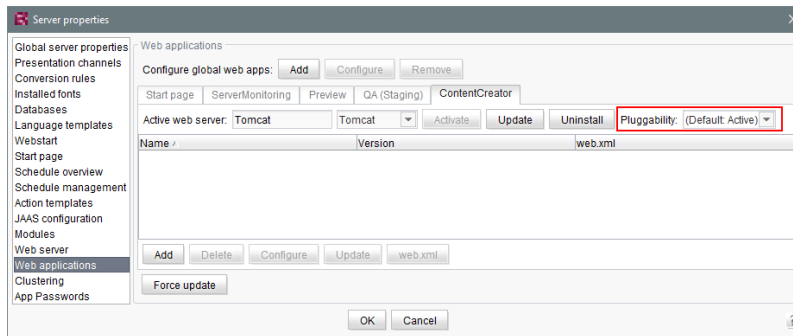 Server properties
Global server properties
Presentation channels
Conversion rules
Installed fonts
Databases
Language templates
Webstart
Start page
Schedule overview
Schedule management
Action templates
JAAS configuration
Modules
Web server
Web applications
Clustering
App Passwords
Web applications
Configure global web apps: Add Configure Remove
Start page ServerMonitoring Preview QA (Staging) ContentCreator
Active web server: Tomcat Tomcat Activate Update Uninstall Pluggability: (Default: Active)
Name Version web.xml
Add Delete Configure Update web.xml
Force update
OK Cancel